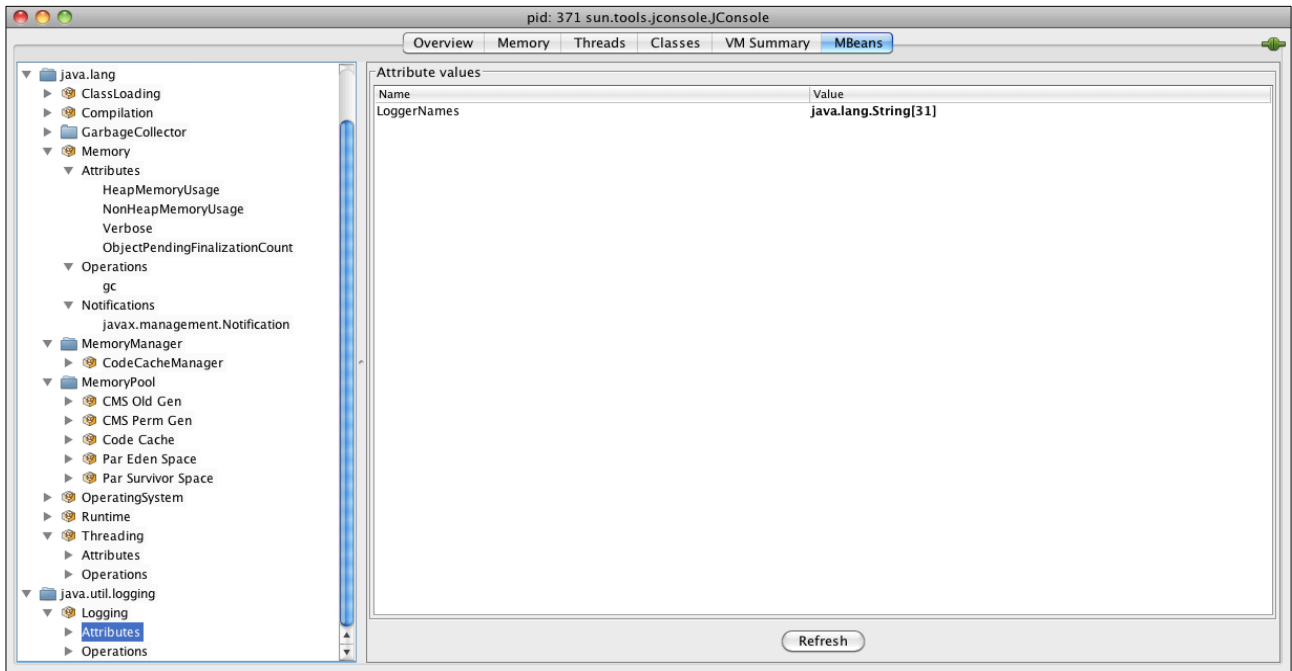 pid: 371 sun.tools.jconsole.JConsole
Overview Memory Threads Classes VM Summary MBeans
java.lang
ClassLoading
Compilation
GarbageCollector
Memory
Attributes
HeapMemoryUsage
NonHeapMemoryUsage
Verbose
ObjectPendingFinalizationCount
Operations
gc
Notifications
javax.management.Notification
MemoryManager
CodeCacheManager
MemoryPool
CMS Old Gen
CMS Perm Gen
Code Cache
Par Eden Space
Par Survivor Space
OperatingSystem
Runtime
Threading
Attributes
Operations
java.util.logging
Logging
Attributes
Operations
Attribute values
Name Value
LoggerNames java.lang.String[31]
Refresh